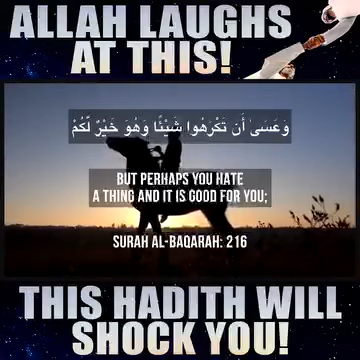 ALLAH LAUGHS
AT THIS!
وَعَسَىٰ أَن تَكْرَهُوا شَيْئًا وَهُوَ خَيْرٌ لَّكُمْ
BUT PERHAPS YOU HATE
A THING AND IT IS GOOD FOR YOU;
SURAH AL-BAQARAH: 216
THIS HADITH WILL
SHOCK YOU!